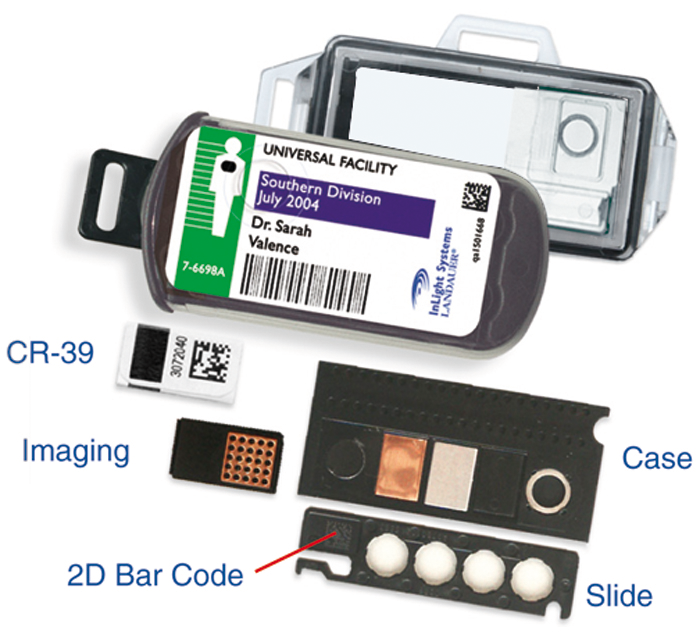 UNIVERSAL FACILITY
Southern Division
July 2004
Dr. Sarah
Valence
7-6698A
InLight Systems
LANDAUER®
qa1501668
CR-39
3072040
Imaging
Case
2D Bar Code
Slide